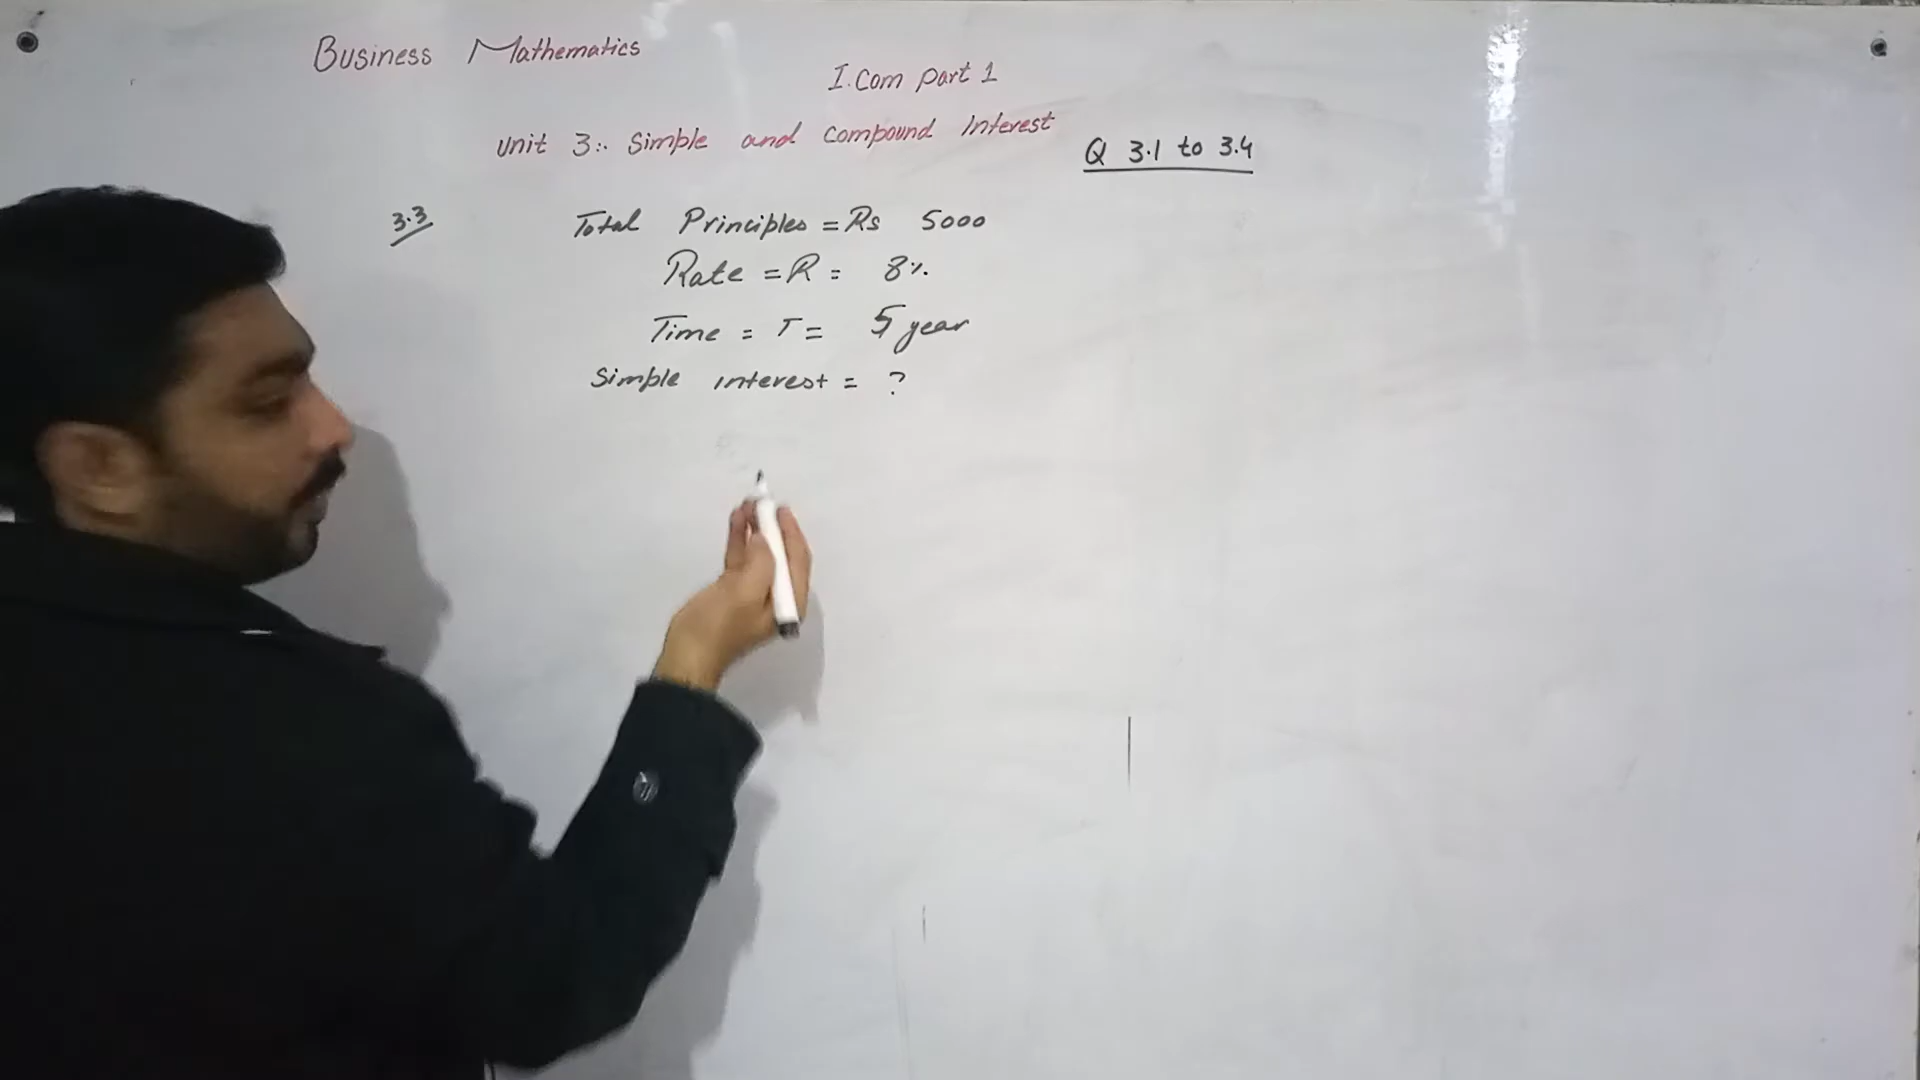 Business Mathematics
I.Com part 1
Unit 3:. Simple and Compound Interest
Q 3.1 to 3.4
3.3
Total Principles = Rs 5000
Rate = R = 8%
Time = T = 5 year
Simple interest = ?